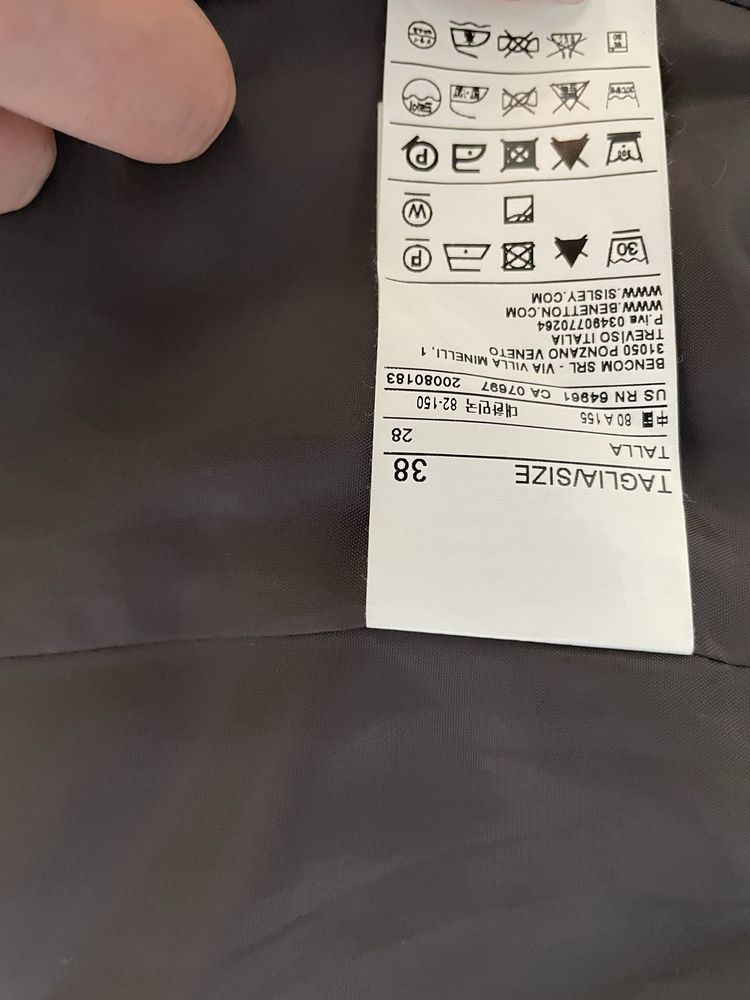 TAGLIA/SIZE 38
TALLA 28
中国 80 A 155 대한민국 82-150
US RN 64961 CA 07697 20080183
BENCOM SRL - VIA VILLA MINELLI, 1
31050 PONZANO VENETO
TREVISO ITALIA
P.iva 03490770264
WWW.BENETTON.COM
WWW.SISLEY.COM
30 P
W
P